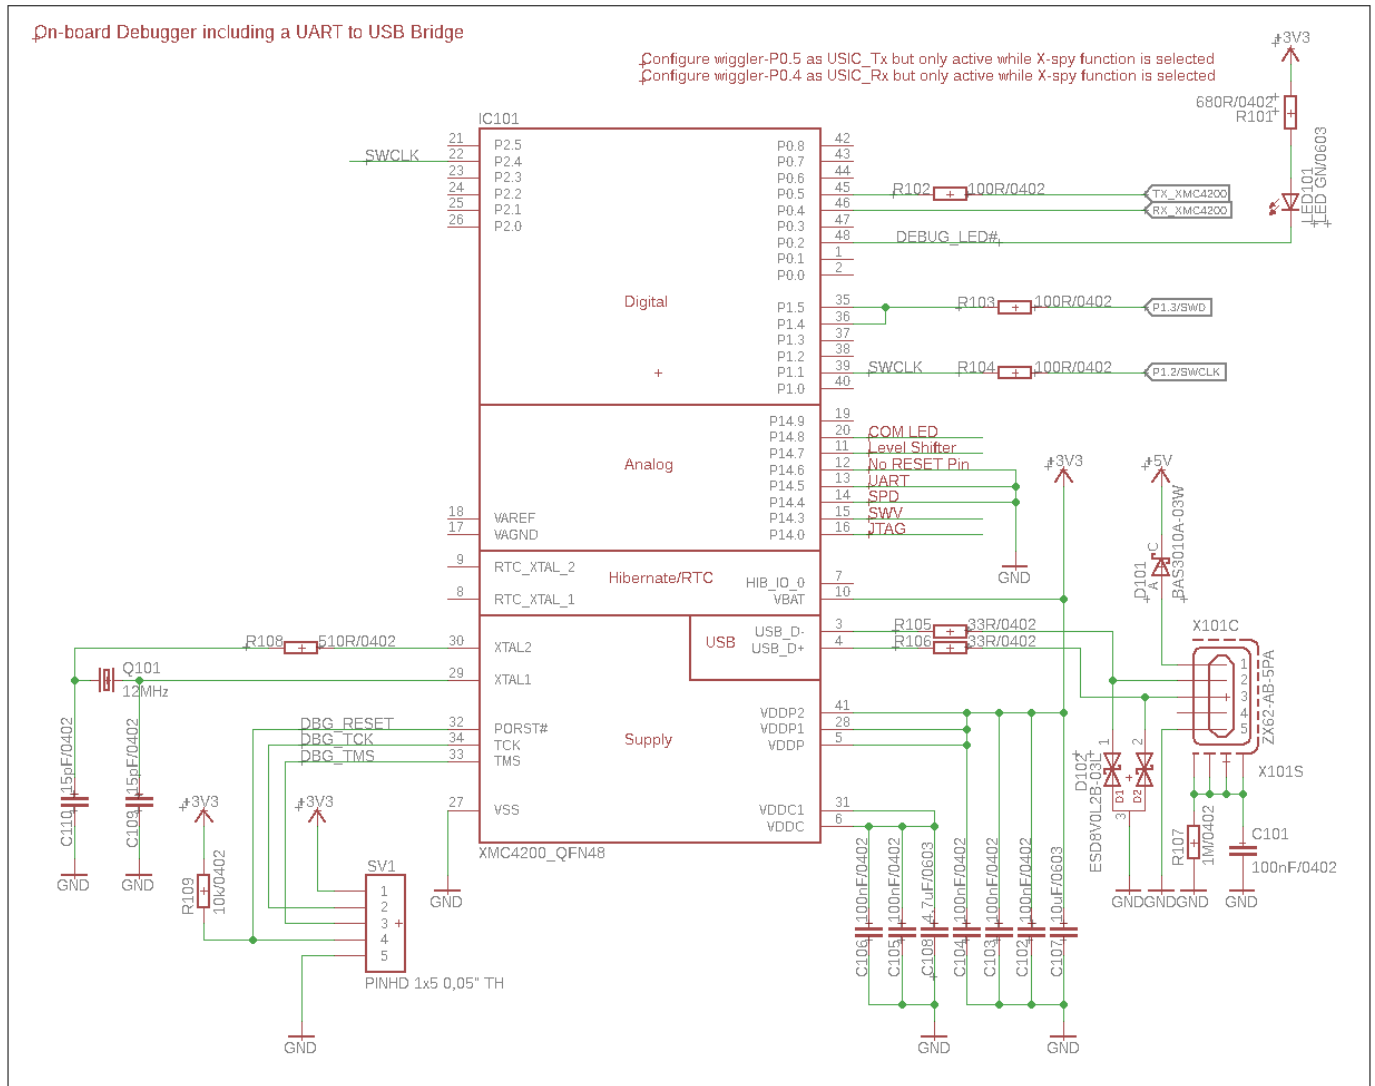 On-board Debugger including a UART to USB Bridge
Configure wiggler-P0.5 as USIC_Tx but only active while X-spy function is selected
Configure wiggler-P0.4 as USIC_Rx but only active while X-spy function is selected
+3V3
680R/0402
R101
LED101
LED GN/0603
IC101
21 P2.5
SWCLK 22 P2.4
23 P2.3
24 P2.2
25 P2.1
26 P2.0
P0.8 42
P0.7 43
P0.6 44
P0.5 45 R102 100R/0402 TX_XMC4200
P0.4 46 RX_XMC4200
P0.3 47
P0.2 48 DEBUG_LED#
P0.1 1
P0.0 2
Digital
P1.5 35 R103 100R/0402 P1.3/SWD
P1.4 36
P1.3 37
P1.2 38
P1.1 39 SWCLK R104 100R/0402 P1.2/SWCLK
P1.0 40
Analog
P14.9 19
P14.8 20 COM LED
P14.7 11 Level Shifter
P14.6 12 No RESET Pin
P14.5 13 UART
P14.4 14 SPD
P14.3 15 SWV
P14.0 16 JTAG
GND
18 VAREF
17 VAGND
9 RTC_XTAL_2
8 RTC_XTAL_1
Hibernate/RTC
HIB_IO_0 7
VBAT 10
+3V3
+5V
D101
A
C
BAS3010A-03W
USB
USB_D- 3 R105 33R/0402
USB_D+ 4 R106 33R/0402
X101C
1
2
3
4
5
ZX62-AB-5PA
X101S
R108 510R/0402 30 XTAL2
29 XTAL1
Q101
12MHz
DBG_RESET 32 PORST#
DBG_TCK 34 TCK
DBG_TMS 33 TMS
Supply
VDDP2 41
VDDP1 28
VDDP 5
27 VSS
VDDC1 31
VDDC 6
XMC4200_QFN48
C110
15pF/0402
C109
15pF/0402
GND
GND
+3V3
+3V3
R109
10k/0402
SV1
1
2
3
4
5
PINHD 1x5 0,05" TH
GND
GND
C106
100nF/0402
C105
100nF/0402
C108
4.7uF/0603
C104
100nF/0402
C103
100nF/0402
C102
100nF/0402
C107
10uF/0603
GND
GND
D102
ESD8V0L2B-03L
1
2
D1
D2
3
R107
1M/0402
C101
100nF/0402
GND
GND
GND
GND